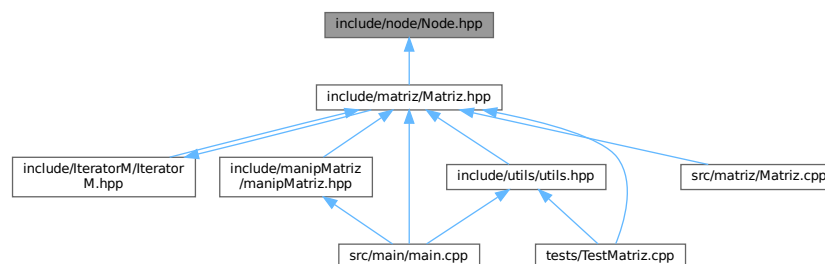 include/node/Node.hpp
include/matriz/Matriz.hpp
include/IteratorM/Iterator
M.hpp
include/manipMatriz
/manipMatriz.hpp
include/utils/utils.hpp
src/matriz/Matriz.cpp
src/main/main.cpp
tests/TestMatriz.cpp